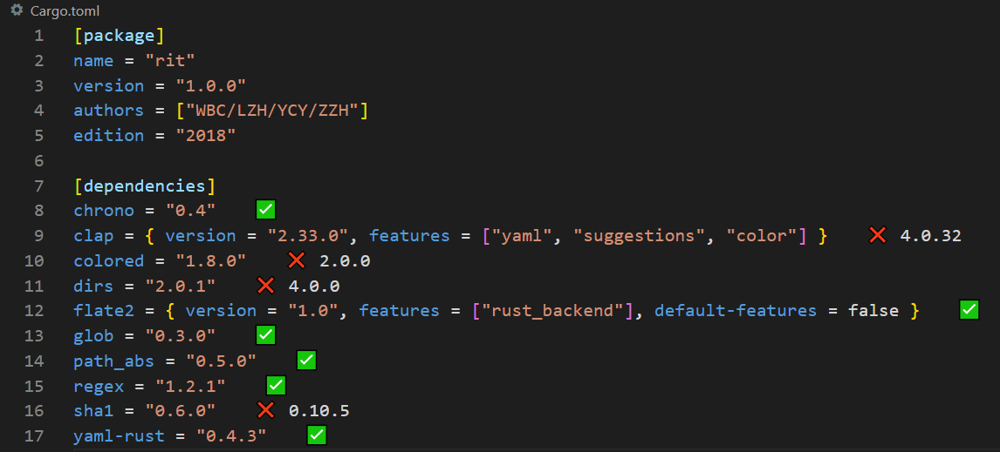 Cargo.toml
1 [package]
2 name = "rit"
3 version = "1.0.0"
4 authors = ["WBC/LZH/YCY/ZZH"]
5 edition = "2018"
6
7 [dependencies]
8 chrono = "0.4" ✅
9 clap = { version = "2.33.0", features = ["yaml", "suggestions", "color"] } ❌ 4.0.32
10 colored = "1.8.0" ❌ 2.0.0
11 dirs = "2.0.1" ❌ 4.0.0
12 flate2 = { version = "1.0", features = ["rust_backend"], default-features = false } ✅
13 glob = "0.3.0" ✅
14 path_abs = "0.5.0" ✅
15 regex = "1.2.1" ✅
16 sha1 = "0.6.0" ❌ 0.10.5
17 yaml-rust = "0.4.3" ✅